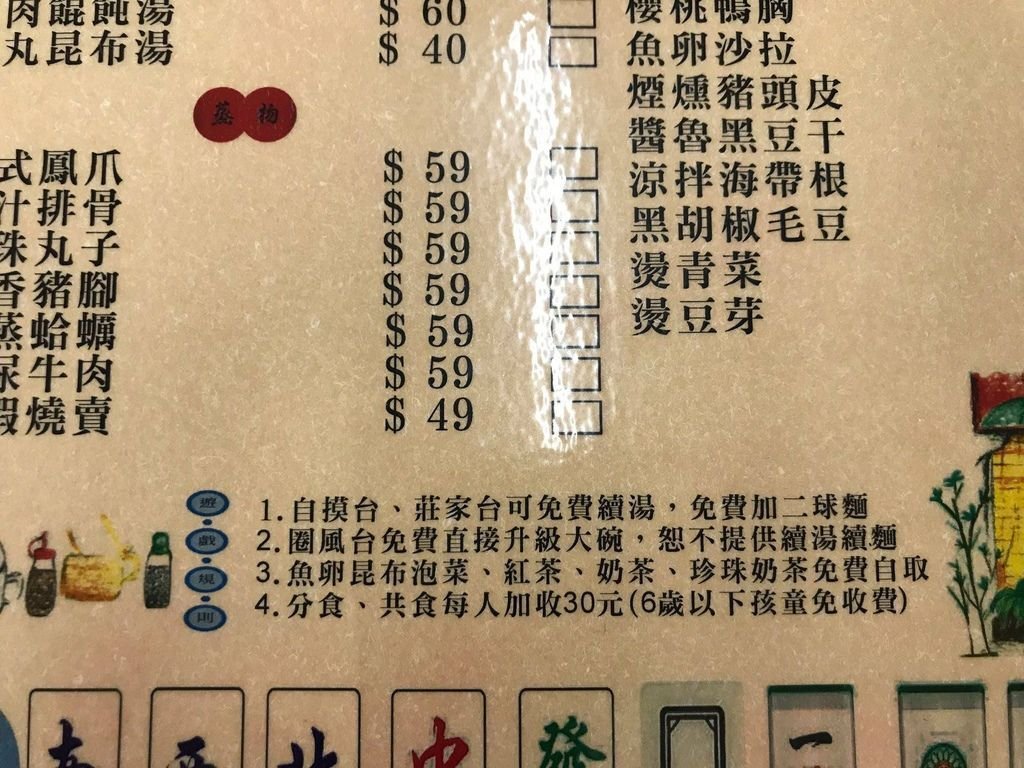 肉餛飩湯 $ 60
丸昆布湯 $ 40
蒸物
式鳳爪 $ 59
汁排骨 $ 59
珠丸子 $ 59
香豬腳 $ 59
蒸蛤蠣 $ 59
尿牛肉 $ 59
蝦燒賣 $ 49
櫻桃鴨胸
魚卵沙拉
煙燻豬頭皮
醬魯黑豆干
涼拌海帶根
黑胡椒毛豆
燙青菜
燙豆芽
遊戲規則
1.自摸台、莊家台可免費續湯，免費加二球麵
2.圈風台免費直接升級大碗，恕不提供續湯續麵
3.魚卵昆布泡菜、紅茶、奶茶、珍珠奶茶免費自取
4.分食、共食每人加收30元(6歲以下孩童免收費)
西 北 中 發 一